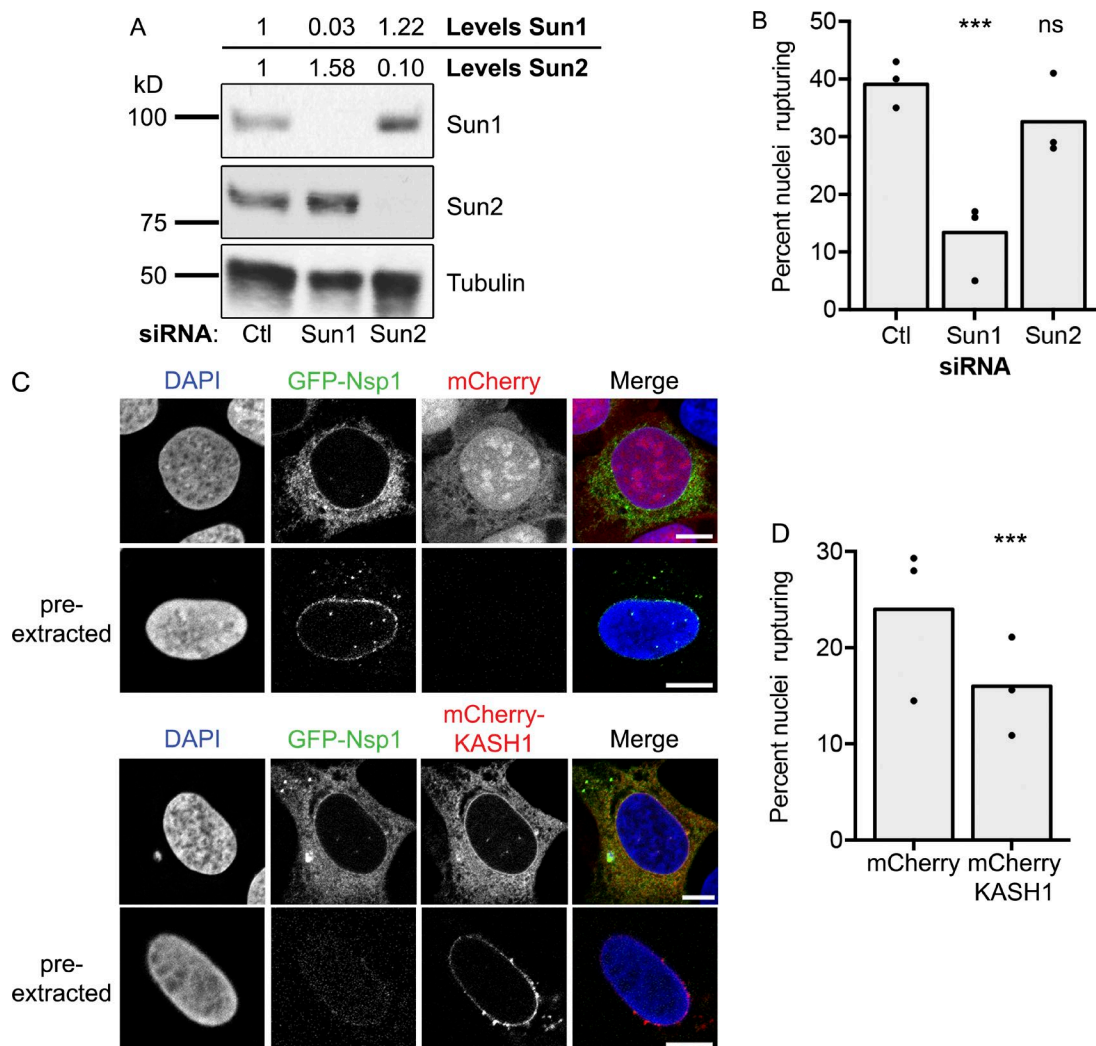 A
1 0.03 1.22 Levels Sun1
1 1.58 0.10 Levels Sun2
kD
100
Sun1
75
Sun2
50
Tubulin
siRNA: Ctl Sun1 Sun2
B
Percent nuclei rupturing
50
40
30
20
10
0
*** ns
Ctl Sun1 Sun2
siRNA
C
DAPI GFP-Nsp1 mCherry Merge
pre-
extracted
DAPI GFP-Nsp1 mCherry-
KASH1 Merge
pre-
extracted
D
Percent nuclei rupturing
30
20
10
0
***
mCherry mCherry
KASH1